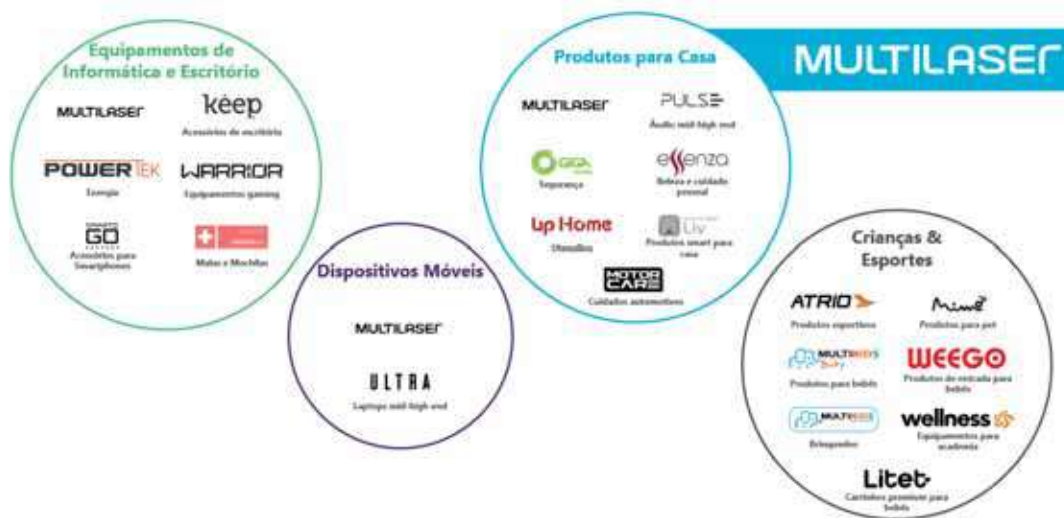 MULTILASER
Equipamentos de
Informática e Escritório
MULTILASER
kéep
Acessórios de escritório
POWERTEK
Energia
WARRIOR
Equipamentos gaming
GO
Acessórios para
Smartphones
Malas e Mochilas
Dispositivos Móveis
MULTILASER
ULTRA
Laptops mid-high end
Produtos para Casa
MULTILASER
PULSE
Áudio mid-high end
GIGA
Segurança
essenza
Beleza e cuidado
pessoal
Up Home
Utensílios
Liv
Produtos smart para
casa
MOTOR
CARE
Cuidados automotivos
Crianças &
Esportes
ATRIO
Produtos esportivos
Mimo
Produtos para pet
MULTIKIDS
Baby
Produtos para bebês
WEEGO
Produtos de entrada para
bebês
MULTIKIDS
Brinquedos
wellness
Equipamentos para
academia
Litet
Carrinhos premium para
bebês